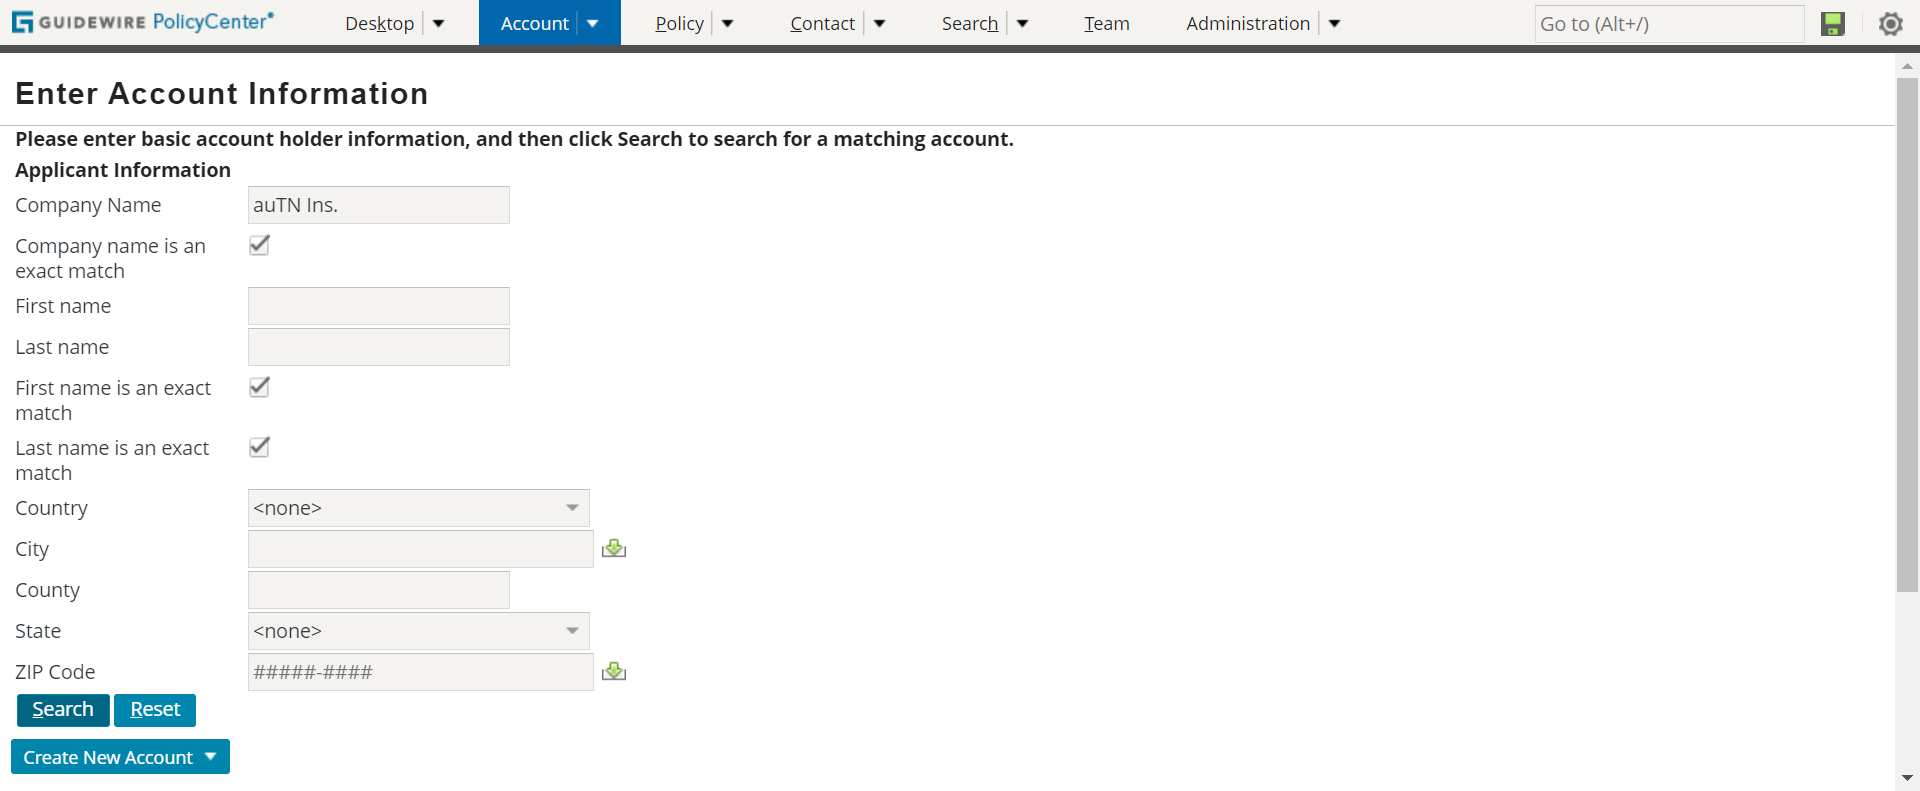 GUIDEWIRE PolicyCenter® Desktop Account Policy Contact Search Team Administration Go to (Alt+/)
Enter Account Information
Please enter basic account holder information, and then click Search to search for a matching account.
Applicant Information
Company Name auTN Ins.
Company name is an
exact match
First name
Last name
First name is an exact
match
Last name is an exact
match
Country <none>
City
County
State <none>
ZIP Code #####-####
Search Reset
Create New Account